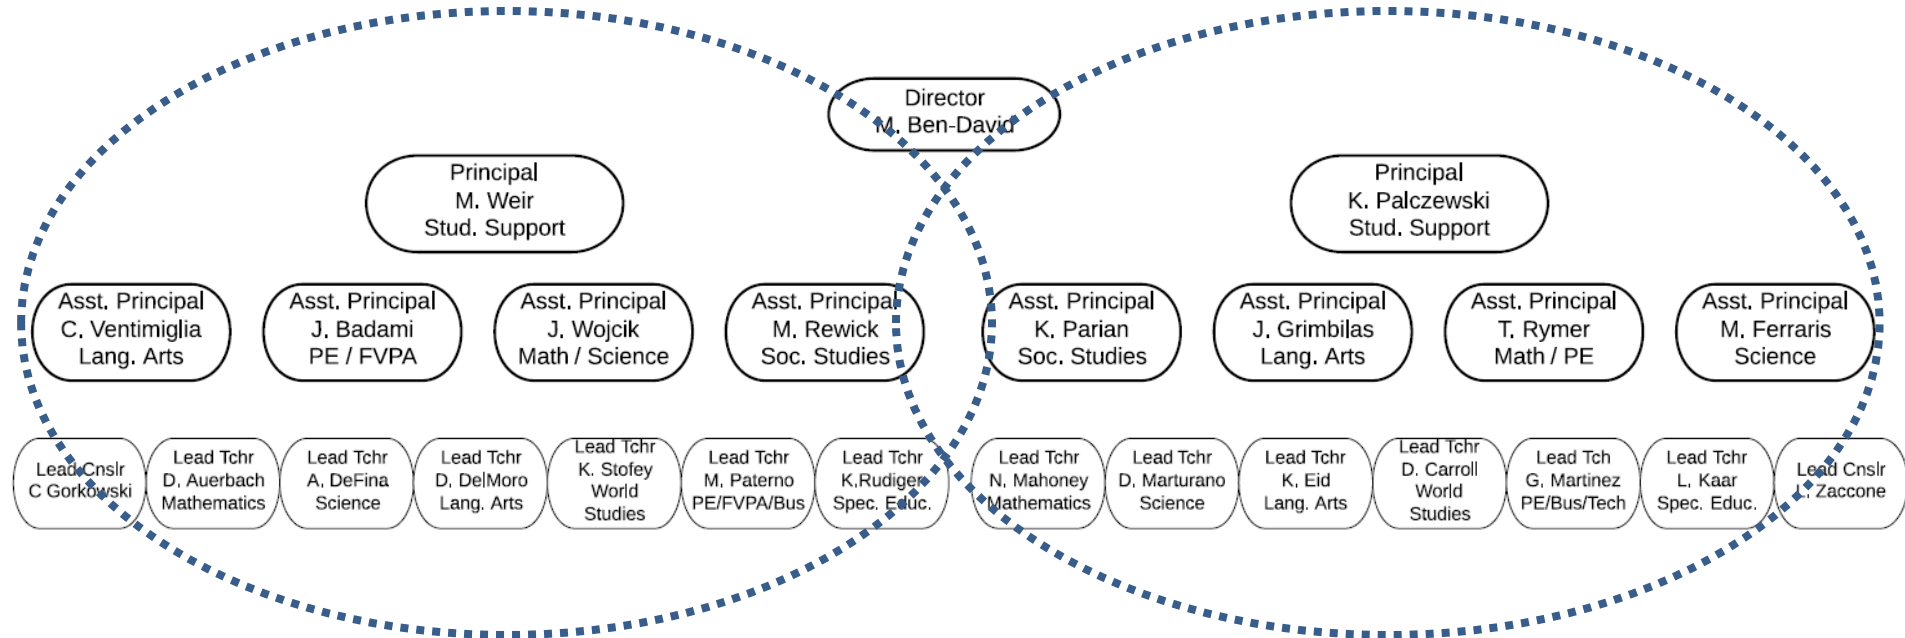 Director
M. Ben-David
Principal
M. Weir
Stud. Support
Principal
K. Palczewski
Stud. Support
Asst. Principal
C. Ventimiglia
Lang. Arts
Asst. Principal
J. Badami
PE / FVPA
Asst. Principal
J. Wojcik
Math / Science
Asst. Principal
M. Rewick
Soc. Studies
Asst. Principal
K. Parian
Soc. Studies
Asst. Principal
J. Grimbilas
Lang. Arts
Asst. Principal
T. Rymer
Math / PE
Asst. Principal
M. Ferraris
Science
Lead Cnslr
C Gorkowski
Lead Tchr
D. Auerbach
Mathematics
Lead Tchr
A. DeFina
Science
Lead Tchr
D. DelMoro
Lang. Arts
Lead Tchr
K. Stofey
World
Studies
Lead Tchr
M. Paterno
PE/FVPA/Bus
Lead Tchr
K.Rudiger
Spec. Educ.
Lead Tchr
N. Mahoney
Mathematics
Lead Tchr
D. Marturano
Science
Lead Tchr
K. Eid
Lang. Arts
Lead Tchr
D. Carroll
World
Studies
Lead Tch
G. Martinez
PE/Bus/Tech
Lead Tchr
L. Kaar
Spec. Educ.
Lead Cnslr
L. Zaccone